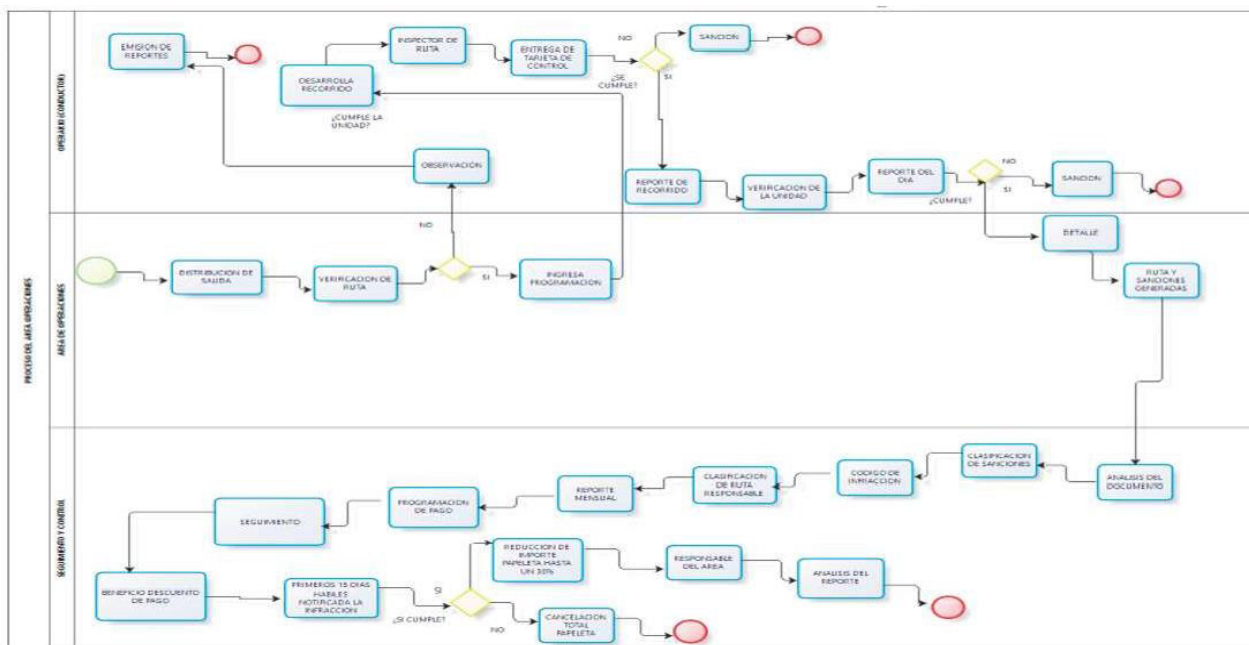 PROCESO DEL AREA OPERACIONES
OPERARIO (CONDUCTOR)
EMISION DE
REPORTES
INSPECTOR DE
RUTA
ENTREGA DE
TARJETA DE
CONTROL
NO
SANCION
DESARROLLA
RECORRIDO
¿SE
CUMPLE?
SI
¿CUMPLE LA
UNIDAD?
OBSERVACION
REPORTE DE
RECORRIDO
VERIFICACION DE
LA UNIDAD
REPORTE DEL
DIA
¿CUMPLE?
NO
SI
SANCION
AREA DE OPERACIONES
NO
DISTRIBUCION DE
SALIDA
VERIFICACION DE
RUTA
SI
INGRESA
PROGRAMACION
DETALLE
RUTA Y
SANCIONES
GENERADAS
SEGUIMIENTO Y CONTROL
ANALISIS DEL
DOCUMENTO
CLASIFICACION
DE SANCIONES
CODIGO DE
INFRACCION
CLASIFICACION
DE RUTA
RESPONSABLE
REPORTE
MENSUAL
PROGRAMACION
DE PAGO
SEGUIMIENTO
BENEFICIO DESCUENTO
DE PAGO
PRIMEROS 15 DIAS
HABILES
NOTIFICADA LA
INFRACCION
¿SI CUMPLE?
SI
NO
REDUCCION DE
IMPORTE
PAPELETA HASTA
UN 30%
RESPONSABLE
DEL AREA
ANALISIS DEL
REPORTE
CANCELACION
TOTAL
PAPELETA